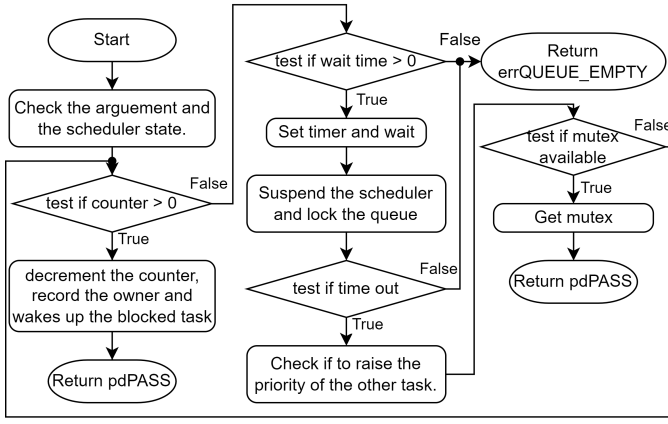 Start
Check the arguement and
the scheduler state.
test if counter > 0
False
True
decrement the counter,
record the owner and
wakes up the blocked task
Return pdPASS
test if wait time > 0
False
True
Set timer and wait
Suspend the scheduler
and lock the queue
test if time out
False
True
Check if to raise the
priority of the other task.
Return
errQUEUE_EMPTY
test if mutex
available
False
True
Get mutex
Return pdPASS